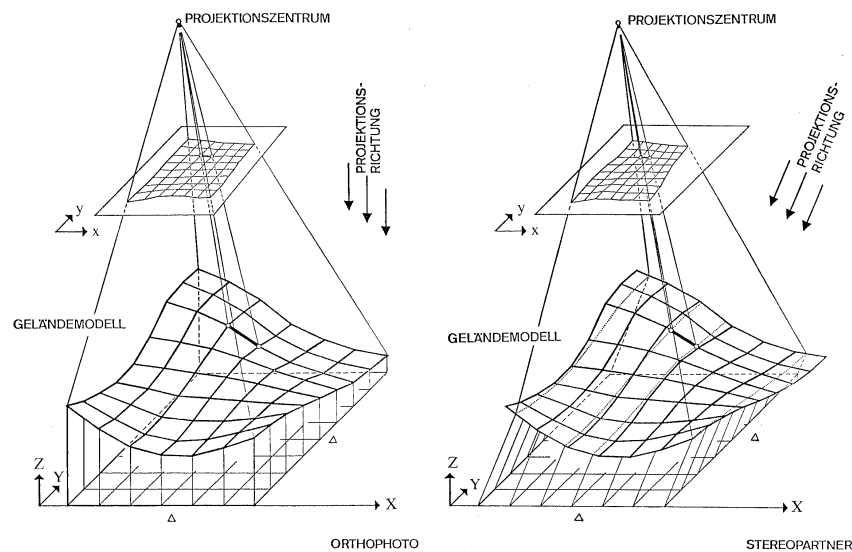 PROJEKTIONSZENTRUM
PROJEKTIONS-
RICHTUNG
y
x
GELÄNDEMODELL
Z
Y
X
Δ
Δ
ORTHOPHOTO
PROJEKTIONSZENTRUM
PROJEKTIONS-
RICHTUNG
y
x
GELÄNDEMODELL
Z
Y
X
Δ
Δ
STEREOPARTNER